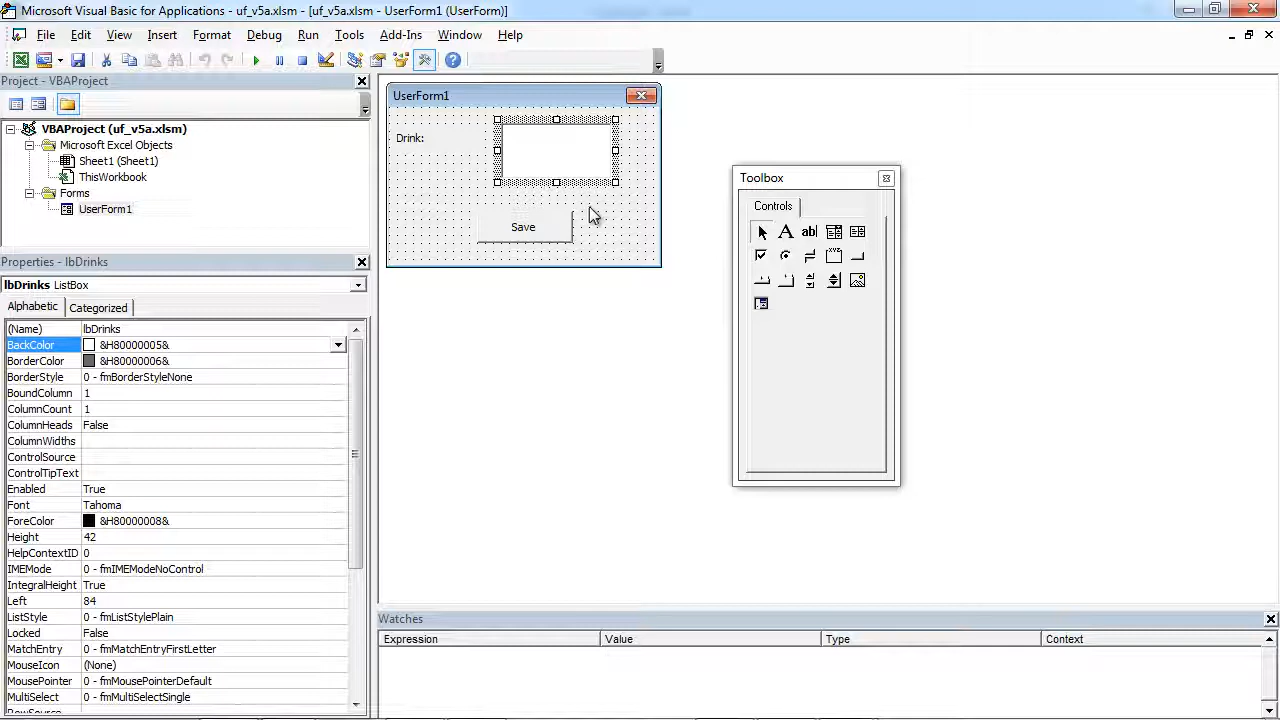 Microsoft Visual Basic for Applications - uf_v5a.xlsm - [uf_v5a.xlsm - UserForm1 (UserForm)]
File Edit View Insert Format Debug Run Tools Add-Ins Window Help
Project - VBAProject
VBAProject (uf_v5a.xlsm)
Microsoft Excel Objects
Sheet1 (Sheet1)
ThisWorkbook
Forms
UserForm1
UserForm1
Drink:
Save
Toolbox
Controls
A ab|
XYZ
Properties - lbDrinks
lbDrinks ListBox
Alphabetic Categorized
(Name) lbDrinks
BackColor &H80000005&
BorderColor &H80000006&
BorderStyle 0 - fmBorderStyleNone
BoundColumn 1
ColumnCount 1
ColumnHeads False
ColumnWidths
ControlSource
ControlTipText
Enabled True
Font Tahoma
ForeColor &H80000008&
Height 42
HelpContextID 0
IMEMode 0 - fmIMEModeNoControl
IntegralHeight True
Left 84
ListStyle 0 - fmListStylePlain
Locked False
MatchEntry 0 - fmMatchEntryFirstLetter
MouseIcon (None)
MousePointer 0 - fmMousePointerDefault
MultiSelect 0 - fmMultiSelectSingle
Watches
Expression Value Type Context